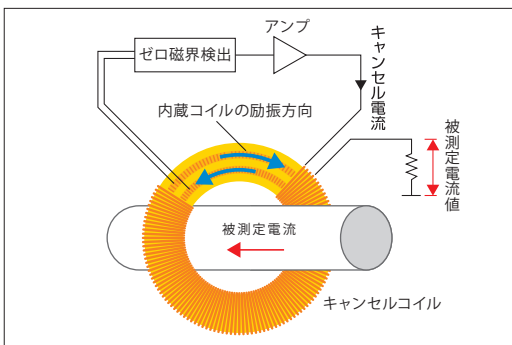 アンプ
ゼロ磁界検出
キャンセル電流
内蔵コイルの励振方向
被測定電流値
被測定電流
キャンセルコイル